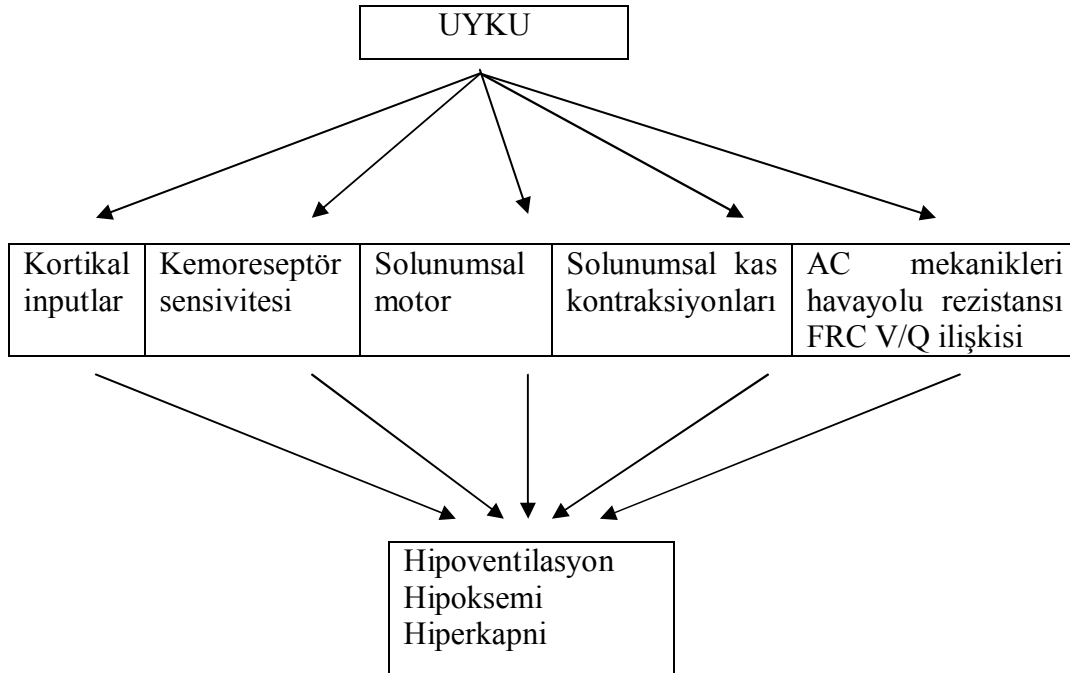 UYKU
Kortikal
inputlar
Kemoreseptör
sensivitesi
Solunumsal
motor
Solunumsal kas
kontraksiyonları
AC mekanikleri
havayolu rezistansı
FRC V/Q ilişkisi
Hipoventilasyon
Hipoksemi
Hiperkapni